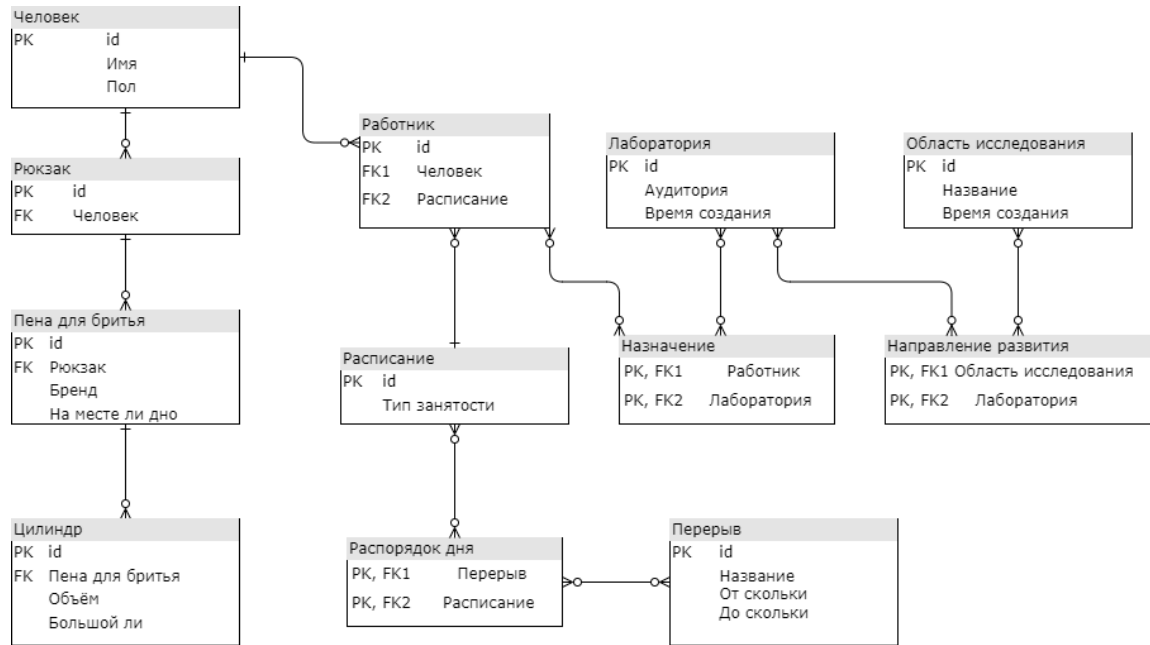 Человек
PK id
Имя
Пол
Рюкзак
PK id
FK Человек
Пена для бритья
PK id
FK Рюкзак
Бренд
На месте ли дно
Цилиндр
PK id
FK Пена для бритья
Объём
Большой ли
Работник
PK id
FK1 Человек
FK2 Расписание
Расписание
PK id
Тип занятости
Распорядок дня
PK, FK1 Перерыв
PK, FK2 Расписание
Лаборатория
PK id
Аудитория
Время создания
Назначение
PK, FK1 Работник
PK, FK2 Лаборатория
Перерыв
PK id
Название
От скольки
До скольки
Область исследования
PK id
Название
Время создания
Направление развития
PK, FK1 Область исследования
PK, FK2 Лаборатория